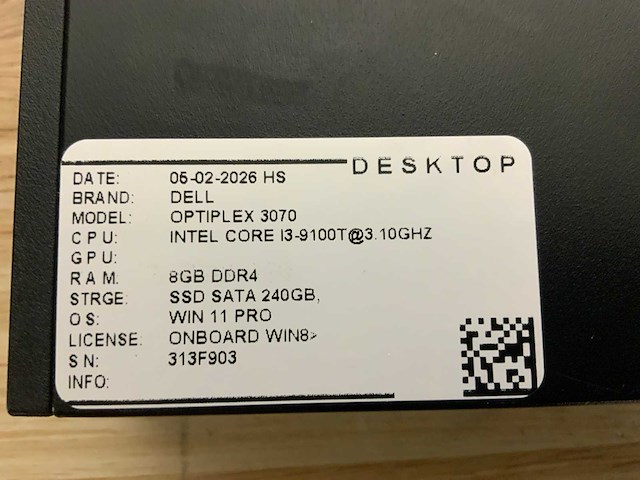 DESKTOP
DATE: 05-02-2026 HS
BRAND: DELL
MODEL: OPTIPLEX 3070
CPU: INTEL CORE I3-9100T@3.10GHZ
GPU:
RAM: 8GB DDR4
STRGE: SSD SATA 240GB,
OS: WIN 11 PRO
LICENSE: ONBOARD WIN8>
SN: 313F903
INFO: